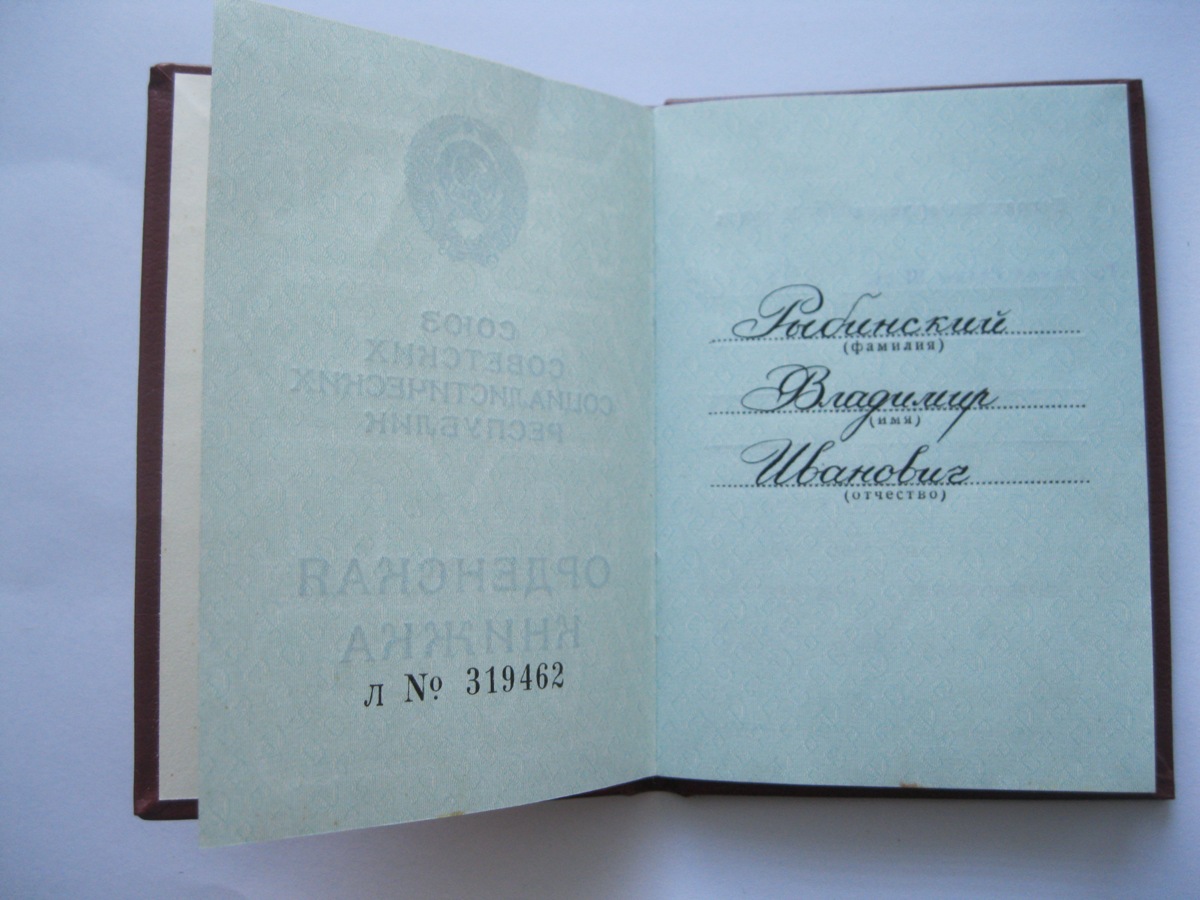 СОЮЗ
СОВЕТСКИХ
СОЦИАЛИСТИЧЕСКИХ
РЕСПУБЛИК
ОРДЕНСКАЯ
КНИЖКА
Л № 319462
Рыбинский
(фамилия)
Владимир
(имя)
Иванович
(отчество)